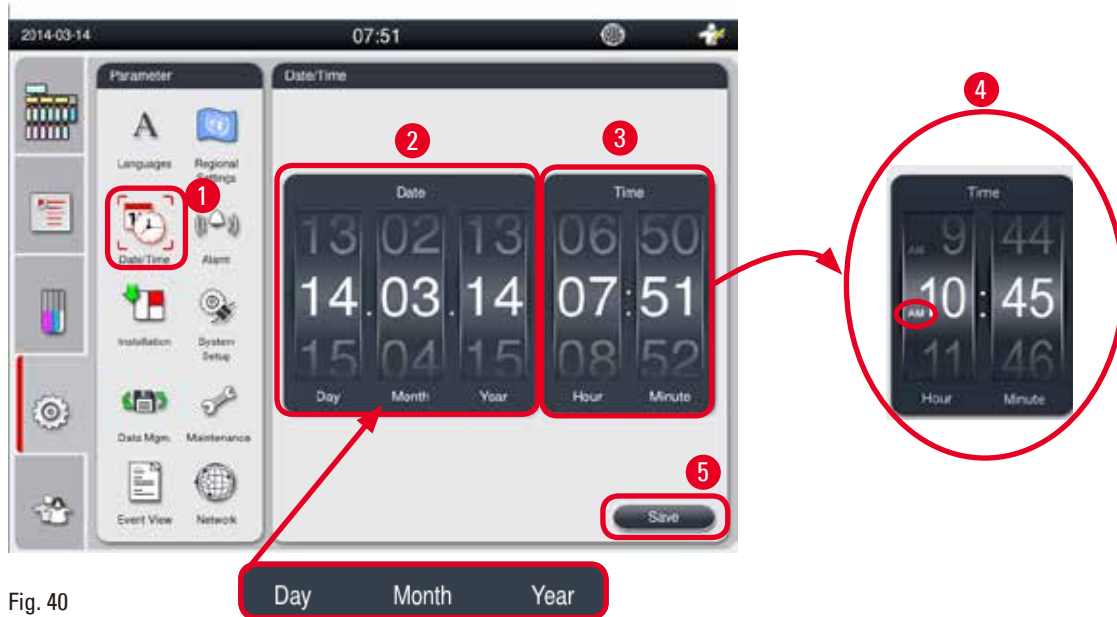 2014-03-14 07:51
Parameter
Languages
Regional Settings
Date/Time
Alarm
Installation
System Setup
Data Mgm.
Maintenance
Event View
Network
Date/Time
1
2
3
Date
13 02 13
14.03.14
15 04 15
Day Month Year
Time
06 50
07:51
08 52
Hour Minute
5
Save
4
Time
AM 9 44
AM 10:45
11 46
Hour Minute
Day Month Year
Fig. 40